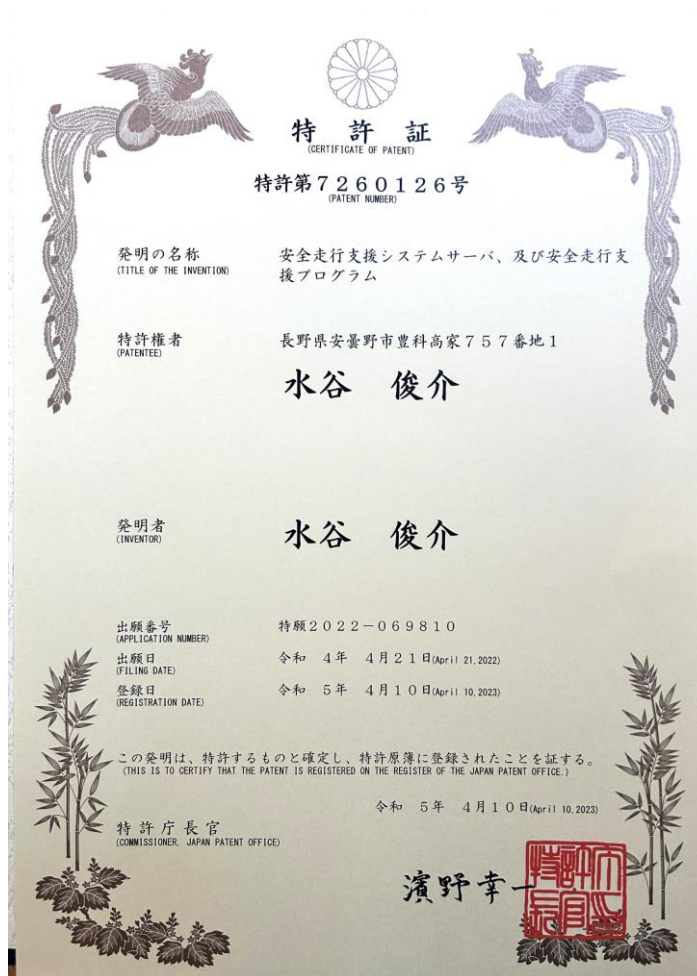 特許証
(CERTIFICATE OF PATENT)
特許第7260126号
(PATENT NUMBER)
発明の名称
(TITLE OF THE INVENTION)
安全走行支援システムサーバ、及び安全走行支
援プログラム
特許権者
(PATENTEE)
長野県安曇野市豊科高家757番地1
水谷 俊介
発明者
(INVENTOR)
水谷 俊介
出願番号
(APPLICATION NUMBER)
特願2022-069810
出願日
(FILING DATE)
令和 4年 4月21日(April 21,2022)
登録日
(REGISTRATION DATE)
令和 5年 4月10日(April 10,2023)
この発明は、特許するものと確定し、特許原簿に登録されたことを証する。
(THIS IS TO CERTIFY THAT THE PATENT IS REGISTERED ON THE REGISTER OF THE JAPAN PATENT OFFICE.)
令和 5年 4月10日(April 10,2023)
特許庁長官
(COMMISSIONER, JAPAN PATENT OFFICE)
濱野幸一